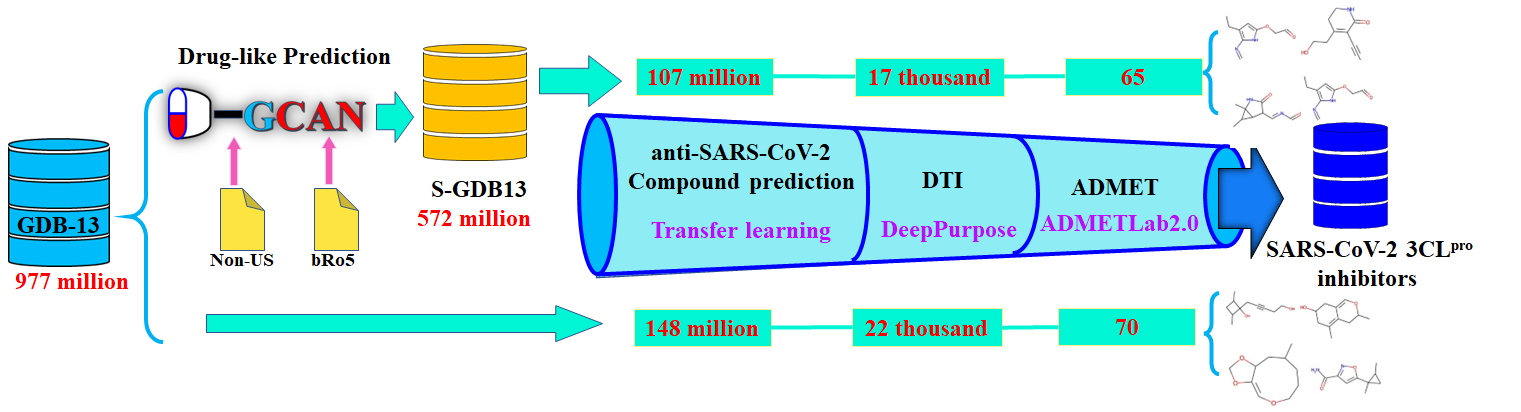 Drug-like Prediction
GCAN
GDB-13
977 million
Non-US
bRo5
S-GDB13
572 million
107 million
17 thousand
65
anti-SARS-CoV-2
Compound prediction
Transfer learning
DTI
DeepPurpose
ADMET
ADMETLab2.0
SARS-CoV-2 3CLpro
inhibitors
148 million
22 thousand
70